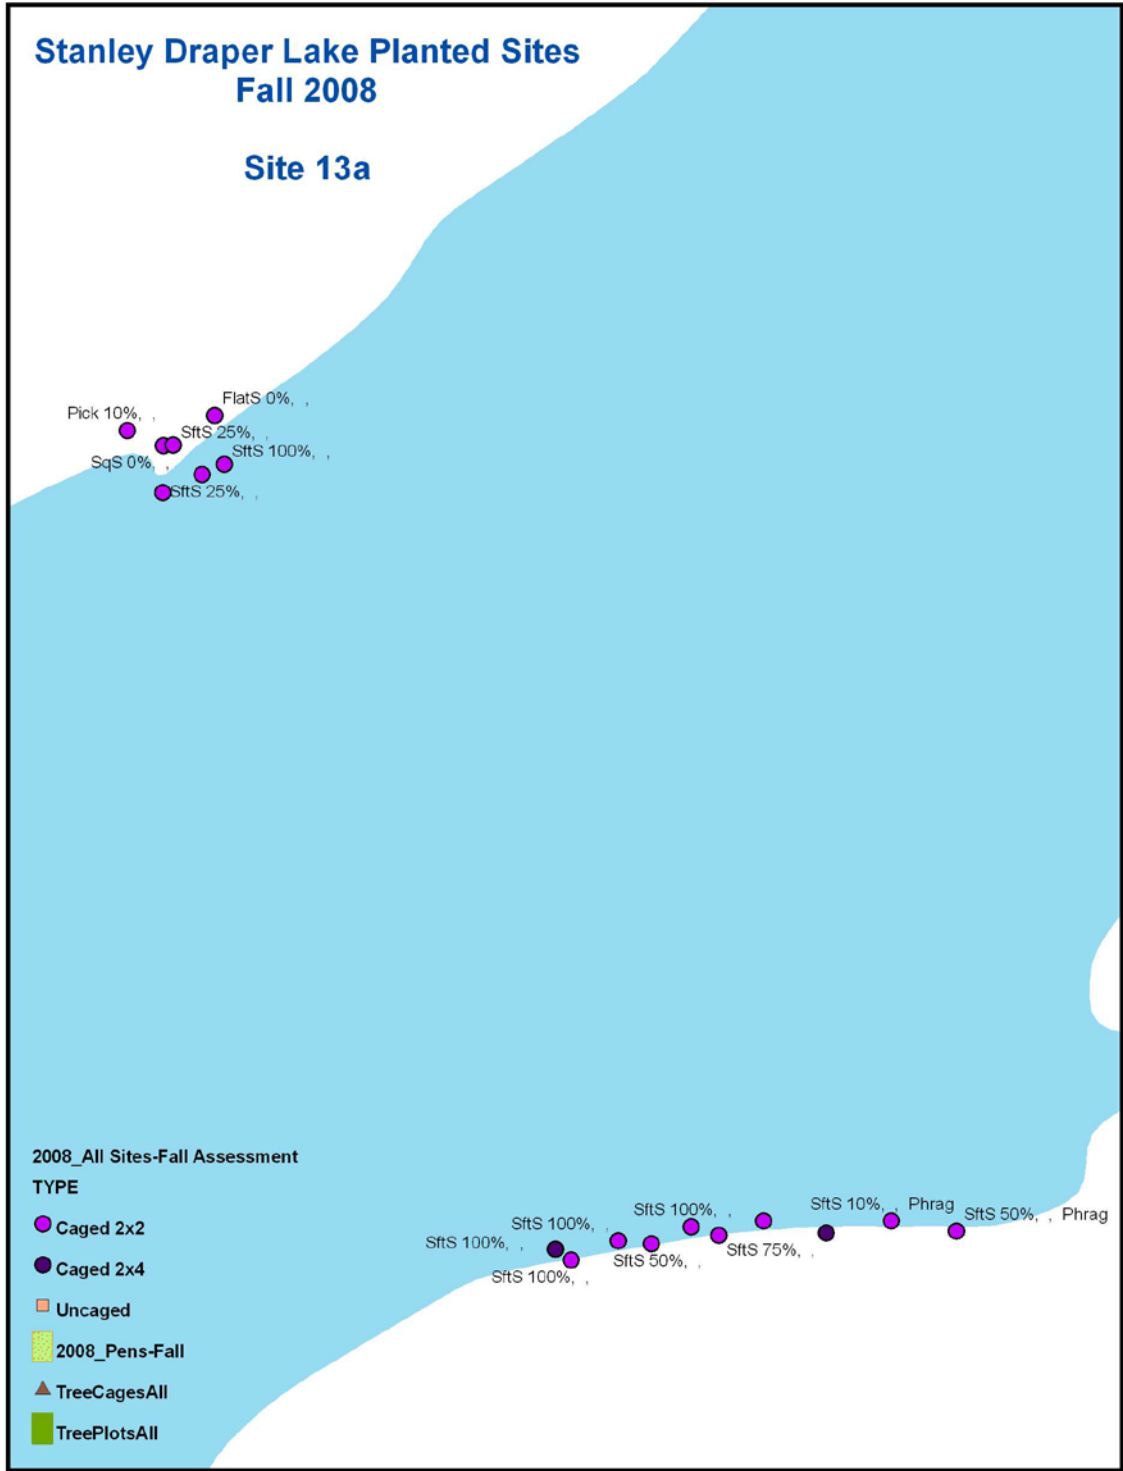 Stanley Draper Lake Planted Sites
Fall 2008
Site 13a
FlatS 0%, ,
Pick 10%, ,
SftS 25%, ,
SftS 100%, ,
SqS 0%, ,
SftS 25%, ,
SftS 10%, , Phrag
SftS 100%, ,
SftS 50%, , Phrag
SftS 100%, ,
SftS 100%, ,
SftS 75%, ,
SftS 50%, ,
SftS 100%, ,
2008_All Sites-Fall Assessment
TYPE
Caged 2x2
Caged 2x4
Uncaged
2008_Pens-Fall
TreeCagesAll
TreePlotsAll